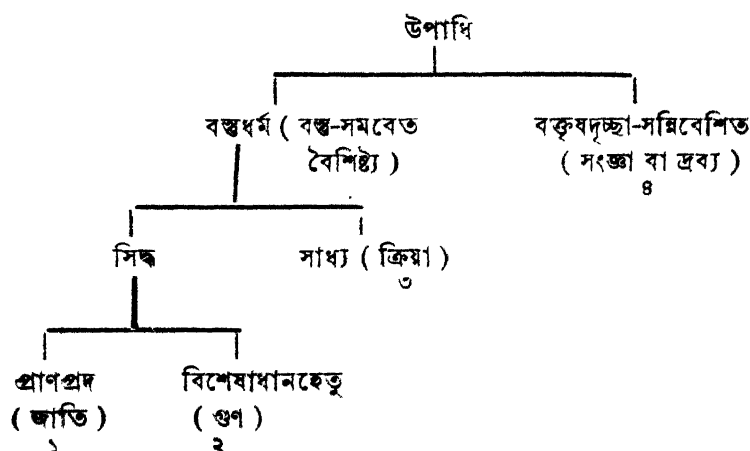 উপাধি
বস্তুধর্ম ( বস্তু-সমবেত বৈশিষ্ট্য )
বক্তৃযদৃচ্ছা-সন্নিবেশিত ( সংজ্ঞা বা দ্রব্য )
৪
সিদ্ধ
সাধ্য ( ক্রিয়া )
৩
প্রাণপ্রদ
( জাতি )
১
বিশেষাধানহেতু
( গুণ )
২